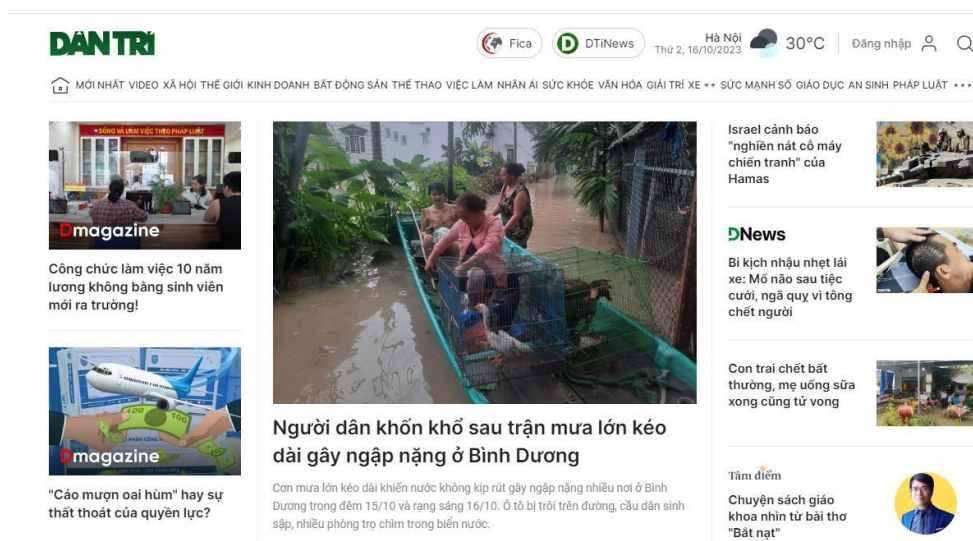 DÂN TRÍ
Fica
DTiNews
Hà Nội
Thứ 2, 16/10/2023
30°C
Đăng nhập
MỚI NHẤT VIDEO XÃ HỘI THẾ GIỚI KINH DOANH BẤT ĐỘNG SẢN THỂ THAO VIỆC LÀM NHÂN ÁI SỨC KHỎE VĂN HÓA GIẢI TRÍ XE ++ SỨC MẠNH SỐ GIÁO DỤC AN SINH PHÁP LUẬT
SỐNG VÀ LÀM VIỆC THEO PHÁP LUẬT
Dmagazine
Công chức làm việc 10 năm
lương không bằng sinh viên
mới ra trường!
100
100
Dmagazine
"Cáo mượn oai hùm" hay sự
thất thoát của quyền lực?
Người dân khốn khổ sau trận mưa lớn kéo
dài gây ngập nặng ở Bình Dương
Cơn mưa lớn kéo dài khiến nước không kịp rút gây ngập nặng nhiều nơi ở Bình
Dương trong đêm 15/10 và rạng sáng 16/10. Ô tô bị trôi trên đường, cầu dân sinh
sập, nhiều phòng trọ chìm trong biển nước.
Israel cảnh báo
"nghiền nát cỗ máy
chiến tranh" của
Hamas
DNews
Bi kịch nhậu nhẹt lái
xe: Mổ não sau tiệc
cưới, ngã quỵ vì tông
chết người
Con trai chết bất
thường, mẹ uống sữa
xong cũng tử vong
Tâm điểm
Chuyện sách giáo
khoa nhìn từ bài thơ
"Bắt nạt"